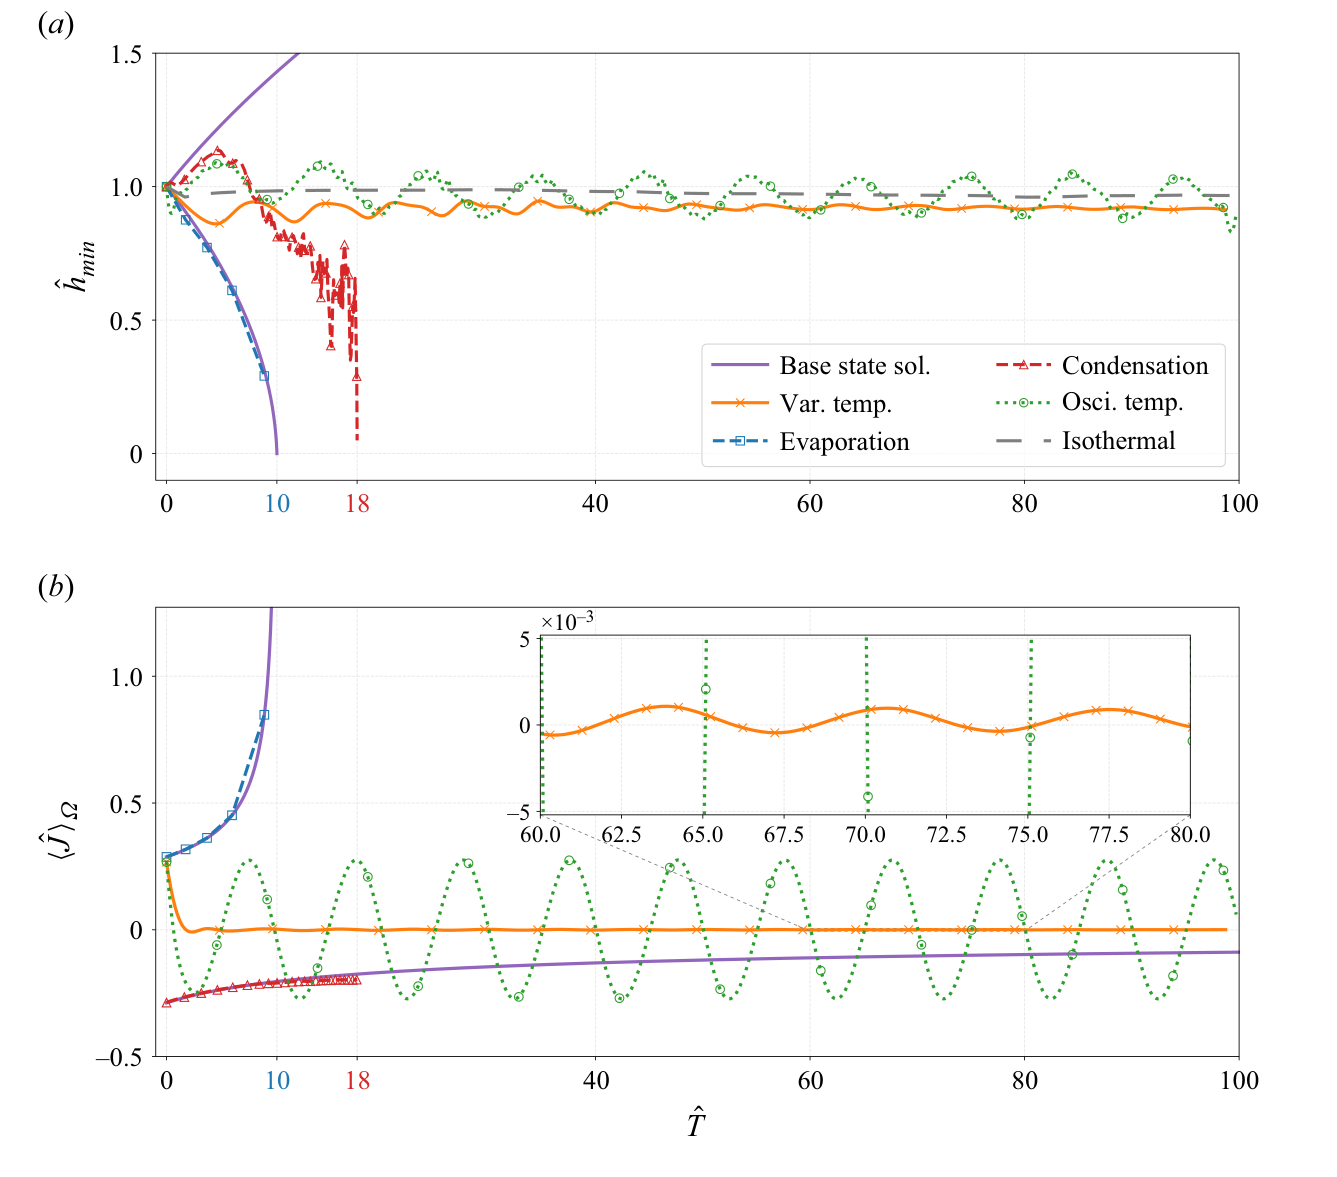 (a)
1.5
1.0
0.5
0
ĥmin
Base state sol.
Var. temp.
Evaporation
Condensation
Osci. temp.
Isothermal
0 10 18 40 60 80 100
(b)
1.0
0.5
0
–0.5
⟨Ĵ⟩Ω
×10–3
5
0
–5
60.0 62.5 65.0 67.5 70.0 72.5 75.0 77.5 80.0
0 10 18 40 60 80 100
T̂